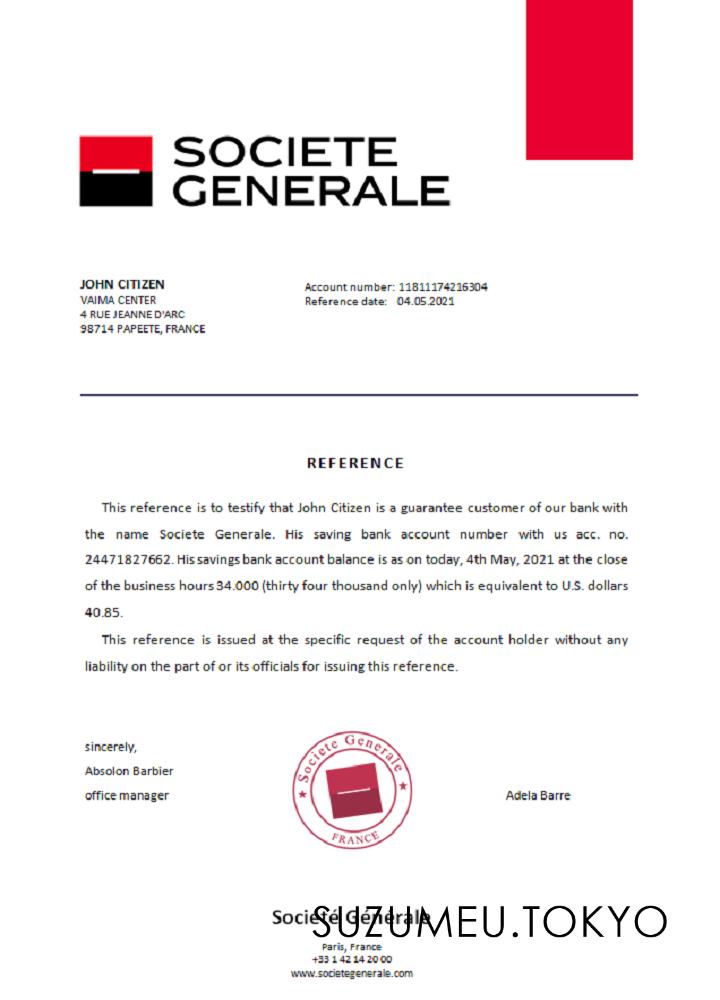 SOCIETE
GENERALE
JOHN CITIZEN
VAIMA CENTER
4 RUE JEANNE D'ARC
98714 PAPEETE, FRANCE
Account number: 11811174216304
Reference date: 04.05.2021
REFERENCE
This reference is to testify that John Citizen is a guarantee customer of our bank with
the name Societe Generale. His saving bank account number with us acc. no.
24471827662. His savings bank account balance is as on today, 4th May, 2021 at the close
of the business hours 34.000 (thirty four thousand only) which is equivalent to U.S. dollars
40.85.
This reference is issued at the specific request of the account holder without any
liability on the part of or its officials for issuing this reference.
sincerely,
Absolon Barbier
office manager
Societe Generale
FRANCE
Adela Barre
Societé Générale
SUZUMEU.TOKYO
Paris, France
+33 1 42 14 20 00
www.societegenerale.com